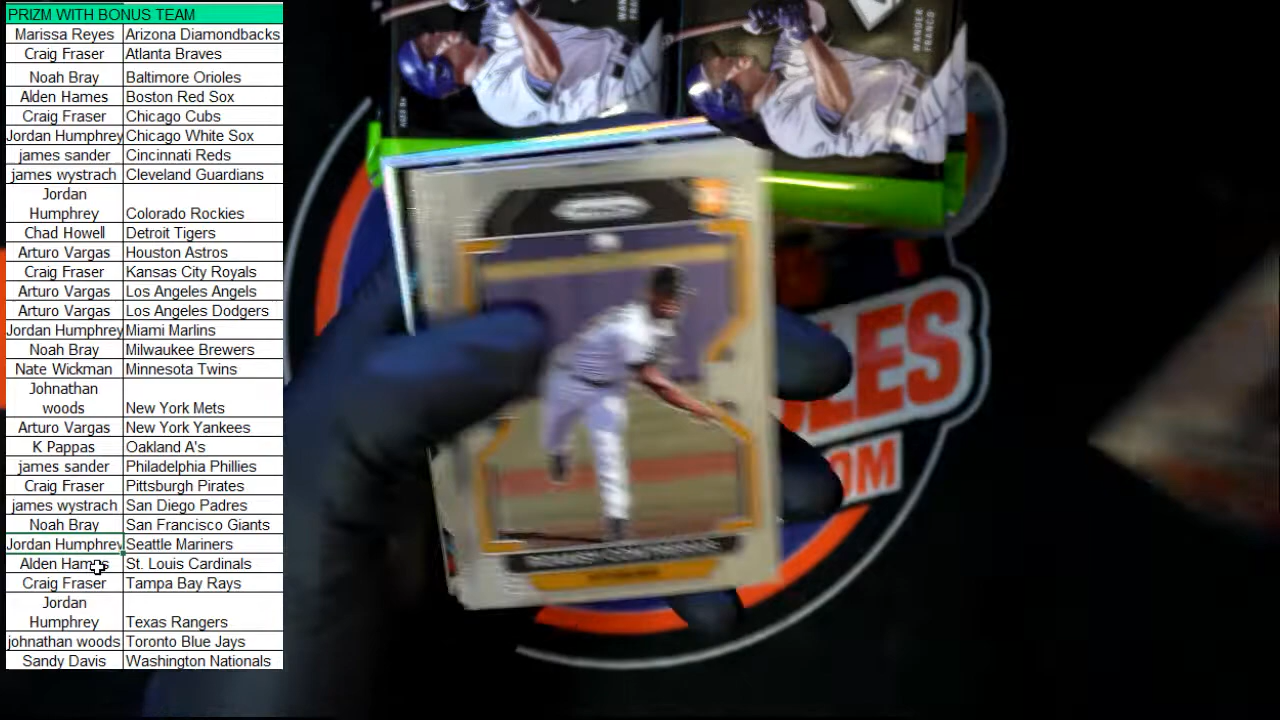 PRIZM WITH BONUS TEAM
Marissa Reyes Arizona Diamondbacks
Craig Fraser Atlanta Braves
Noah Bray Baltimore Orioles
Alden Hames Boston Red Sox
Craig Fraser Chicago Cubs
Jordan Humphrey Chicago White Sox
james sander Cincinnati Reds
james wystrach Cleveland Guardians
Jordan
Humphrey Colorado Rockies
Chad Howell Detroit Tigers
Arturo Vargas Houston Astros
Craig Fraser Kansas City Royals
Arturo Vargas Los Angeles Angels
Arturo Vargas Los Angeles Dodgers
Jordan Humphrey Miami Marlins
Noah Bray Milwaukee Brewers
Nate Wickman Minnesota Twins
Johnathan
woods New York Mets
Arturo Vargas New York Yankees
K Pappas Oakland A's
james sander Philadelphia Phillies
Craig Fraser Pittsburgh Pirates
james wystrach San Diego Padres
Noah Bray San Francisco Giants
Jordan Humphrey Seattle Mariners
Alden Hames St. Louis Cardinals
Craig Fraser Tampa Bay Rays
Jordan
Humphrey Texas Rangers
johnathan woods Toronto Blue Jays
Sandy Davis Washington Nationals
WANDER
FRANCO